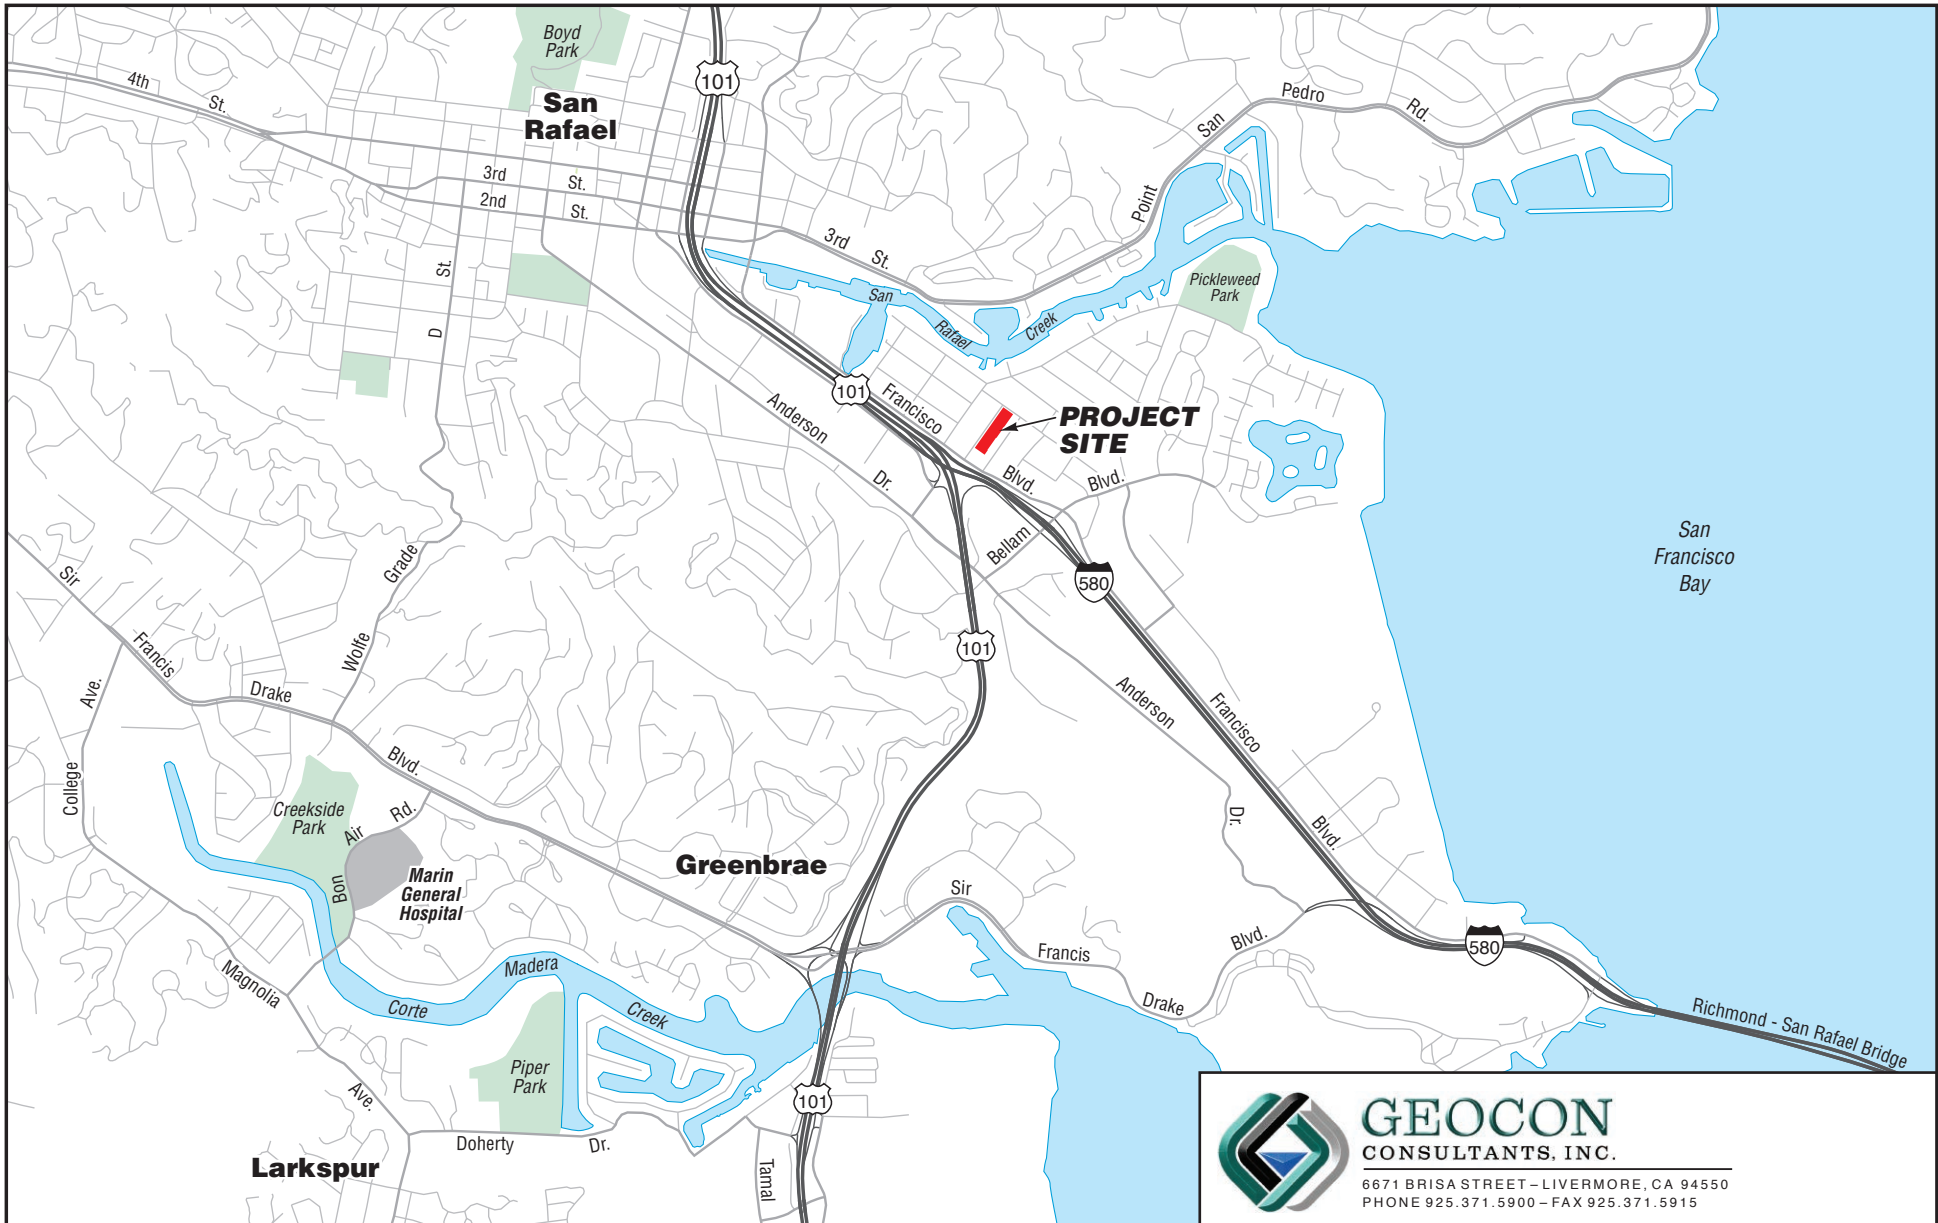 Boyd
Park
San
Rafael
101
4th
St.
3rd
St.
2nd
St.
D
St.
San
Pedro
Rd.
Point
3rd
St.
San
Rafael
Creek
Pickleweed
Park
101
Francisco
Blvd.
PROJECT
SITE
Anderson
Dr.
Bellam
Blvd.
580
101
San
Francisco
Bay
Sir
Francis
Drake
Blvd.
Wolfe
Grade
College
Ave.
Creekside
Park
Bon
Air
Rd.
Marin
General
Hospital
Greenbrae
Anderson
Dr.
Francisco
Blvd.
Sir
Francis
Drake
Blvd.
580
Richmond - San Rafael Bridge
Magnolia
Ave.
Corte
Madera
Creek
Piper
Park
101
Doherty
Dr.
Larkspur
Tamal
GEOCON
CONSULTANTS, INC.
6671 BRISA STREET – LIVERMORE, CA 94550
PHONE 925.371.5900 – FAX 925.371.5915